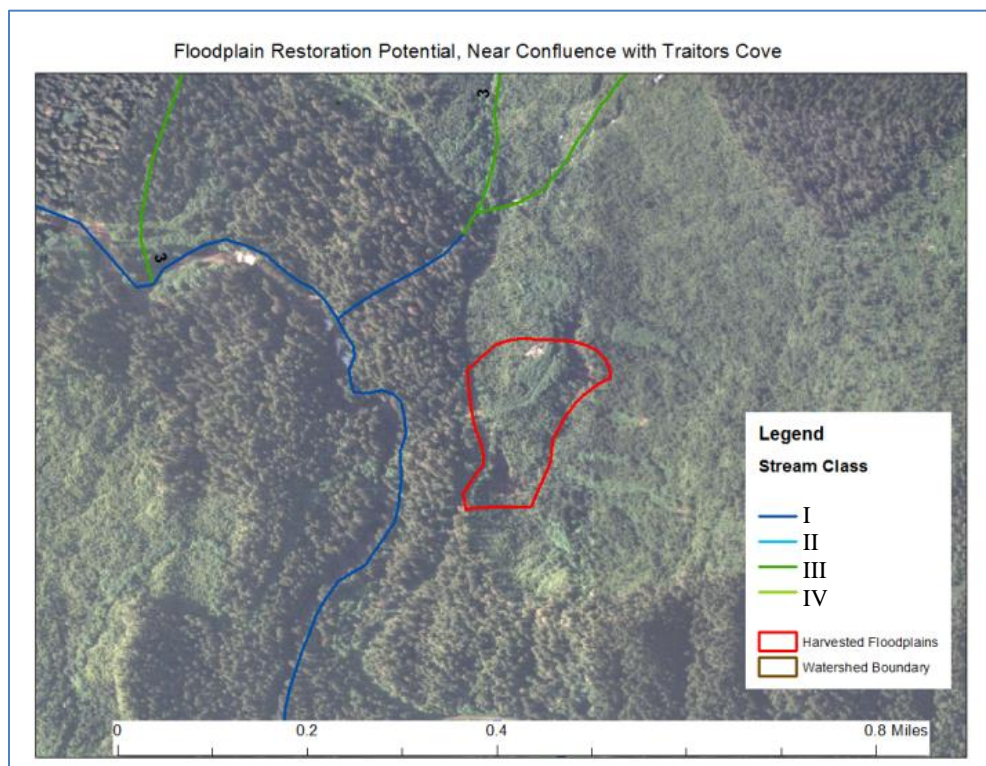 Floodplain Restoration Potential, Near Confluence with Traitors Cove
3
3
3
Legend
Stream Class
I
II
III
IV
Harvested Floodplains
Watershed Boundary
0 0.2 0.4 0.8 Miles